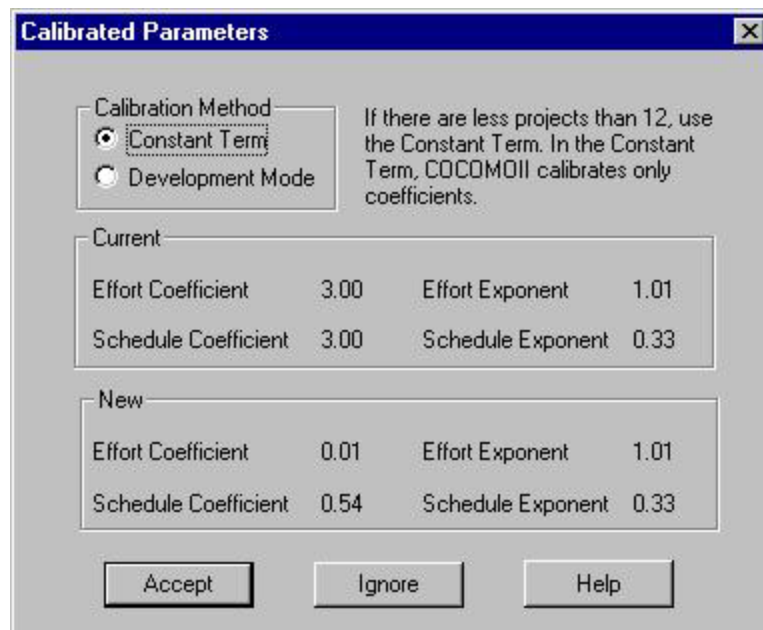 Calibrated Parameters
Calibration Method
Constant Term
Development Mode
If there are less projects than 12, use
the Constant Term. In the Constant
Term, COCOMOII calibrates only
coefficients.
Current
Effort Coefficient 3.00 Effort Exponent 1.01
Schedule Coefficient 3.00 Schedule Exponent 0.33
New
Effort Coefficient 0.01 Effort Exponent 1.01
Schedule Coefficient 0.54 Schedule Exponent 0.33
Accept Ignore Help